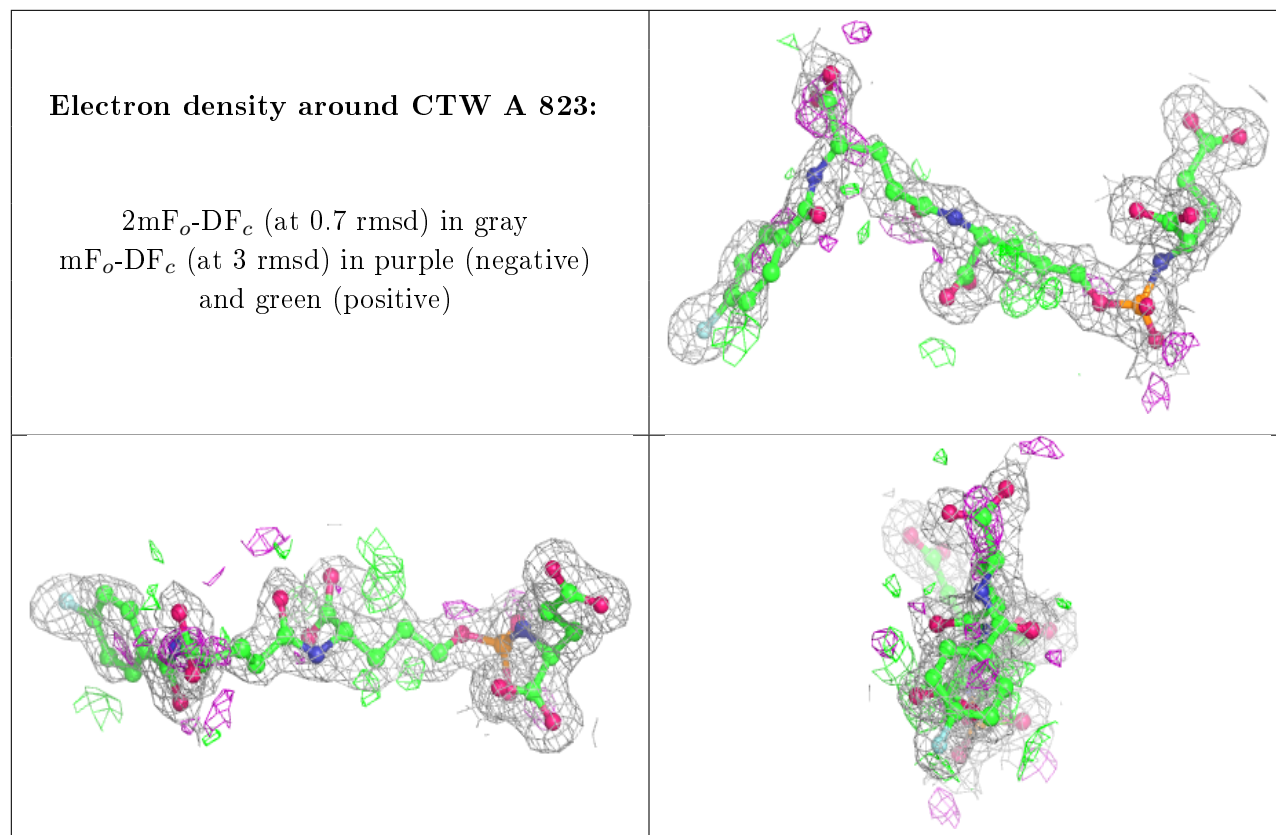 Electron density around CTW A 823:
2mFo-DFc (at 0.7 rmsd) in gray
mFo-DFc (at 3 rmsd) in purple (negative)
and green (positive)